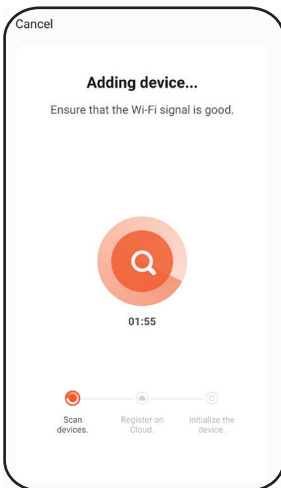 Cancel
Adding device...
Ensure that the Wi-Fi signal is good.
01:55
Scan devices.
Register on Cloud.
Initialize the device.